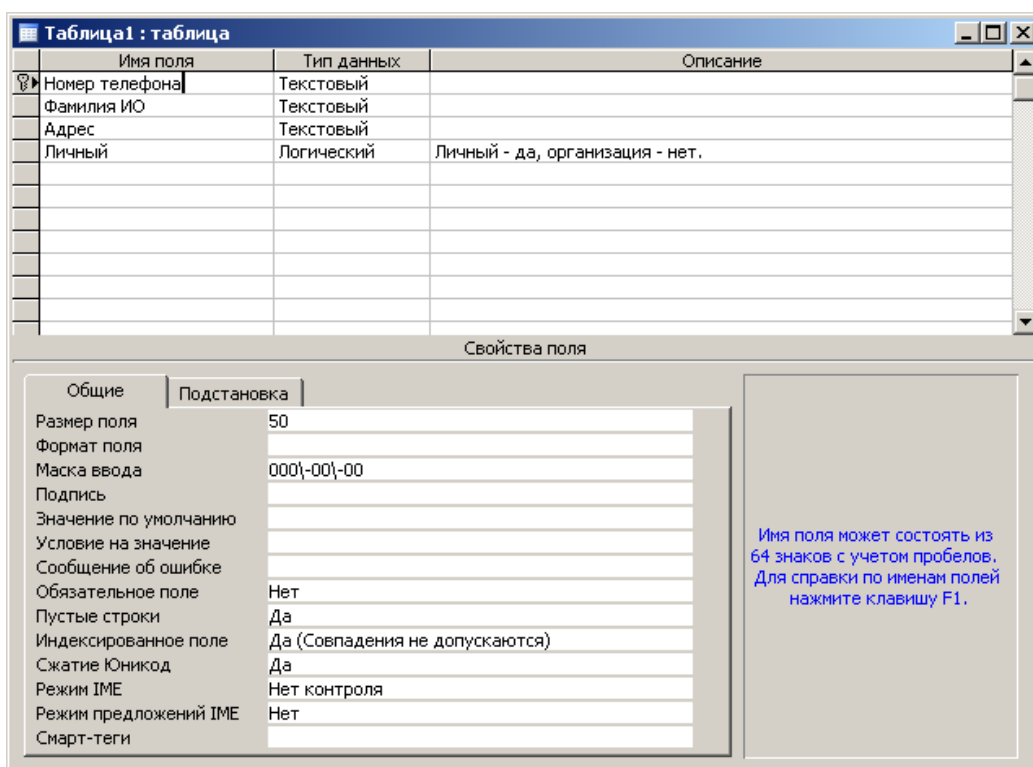 Таблица1 : таблица
Имя поля Тип данных Описание
Номер телефона Текстовый
Фамилия ИО Текстовый
Адрес Текстовый
Личный Логический Личный - да, организация - нет.
Свойства поля
Общие Подстановка
Размер поля 50
Формат поля
Маска ввода 000\-00\-00
Подпись
Значение по умолчанию
Условие на значение
Сообщение об ошибке
Обязательное поле Нет
Пустые строки Да
Индексированное поле Да (Совпадения не допускаются)
Сжатие Юникод Да
Режим IME Нет контроля
Режим предложений IME Нет
Смарт-теги
Имя поля может состоять из
64 знаков с учетом пробелов.
Для справки по именам полей
нажмите клавишу F1.